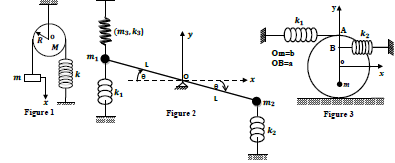 R
o
M
m
k
x
Figure 1
(m₃, k₃)
m₁
k₁
L
θ
y
O
x
θ
L
m₂
k₂
Figure 2
y
k₁
A
k₂
B
Om=b
OB=a
o
x
m
Figure 3